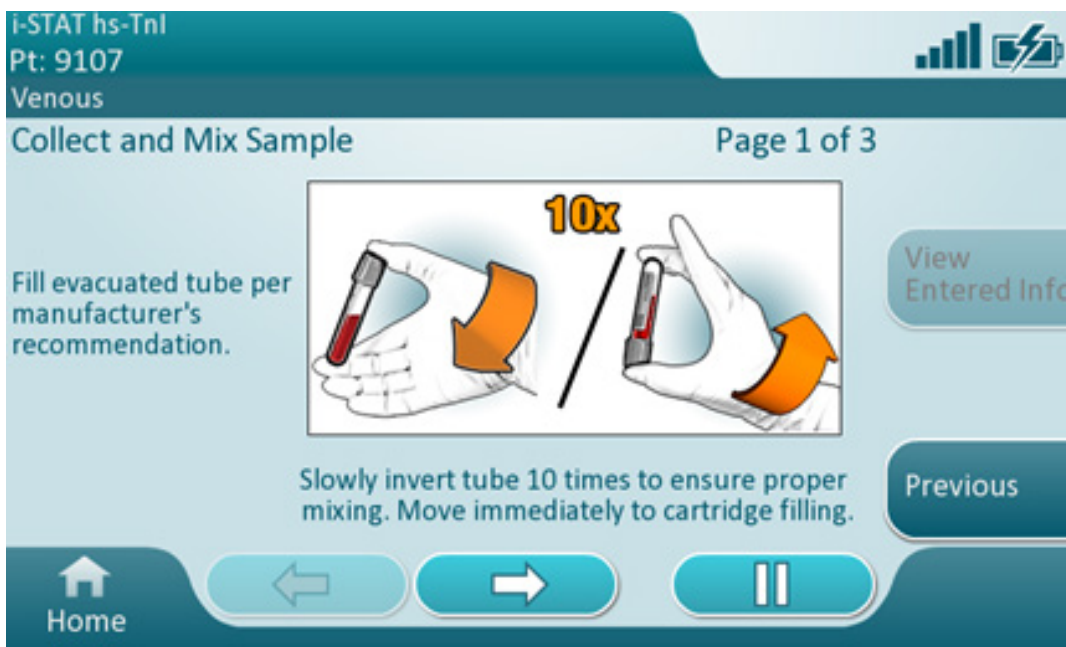 i-STAT hs-TnI
Pt: 9107
Venous
Collect and Mix Sample
Page 1 of 3
10x
Fill evacuated tube per
manufacturer's
recommendation.
View
Entered Info
Slowly invert tube 10 times to ensure proper
mixing. Move immediately to cartridge filling.
Previous
Home